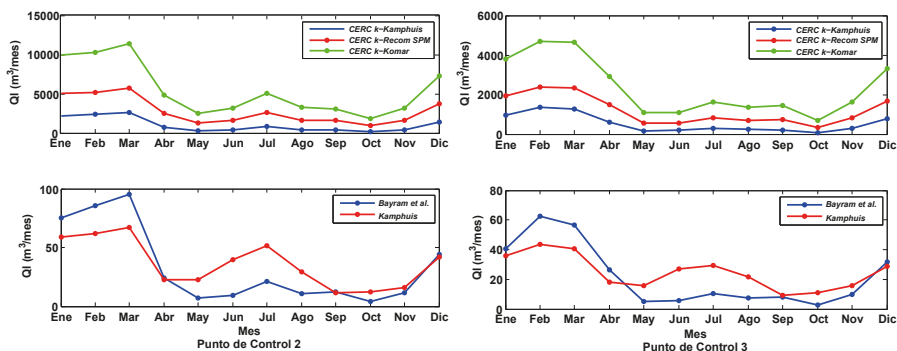 15000
10000
5000
0
Ql (m³/mes)
CERC k-Kamphuis
CERC k-Recom SPM
CERC k-Komar
Ene Feb Mar Abr May Jun Jul Ago Sep Oct Nov Dic
6000
4000
2000
0
Ql (m³/mes)
CERC k-Kamphuis
CERC k-Recom SPM
CERC k-Komar
Ene Feb Mar Abr May Jun Jul Ago Sep Oct Nov Dic
100
50
0
Ql (m³/mes)
Bayram et al.
Kamphuis
Ene Feb Mar Abr May Jun Jul Ago Sep Oct Nov Dic
Mes
Punto de Control 2
80
60
40
20
0
Ql (m³/mes)
Bayram et al.
Kamphuis
Ene Feb Mar Abr May Jun Jul Ago Sep Oct Nov Dic
Mes
Punto de Control 3